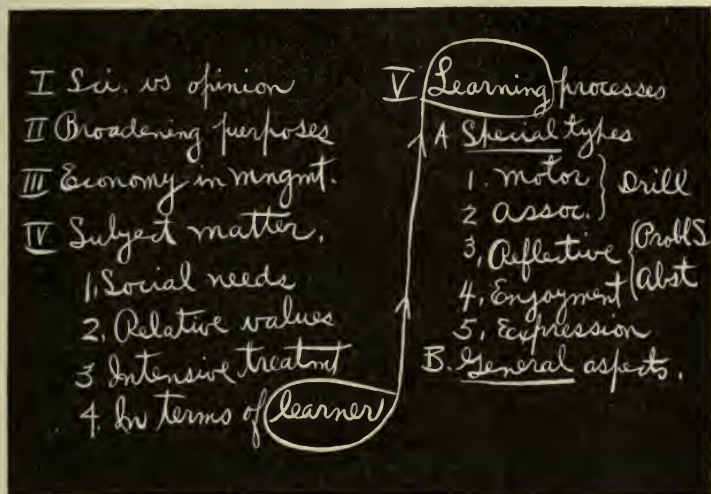 I Sci. vs opinion
II Broadening purposes
III Economy in mngmt.
IV Subject matter.
1. Social needs
2. Relative values
3 Intensive treatmt
4. In terms of learner
V Learning processes
A Special types
1. Motor } Drill
2 Assoc. }
3. Reflective { Probl S
4. Enjoyment { Abst
5. Expression
B. General aspects.